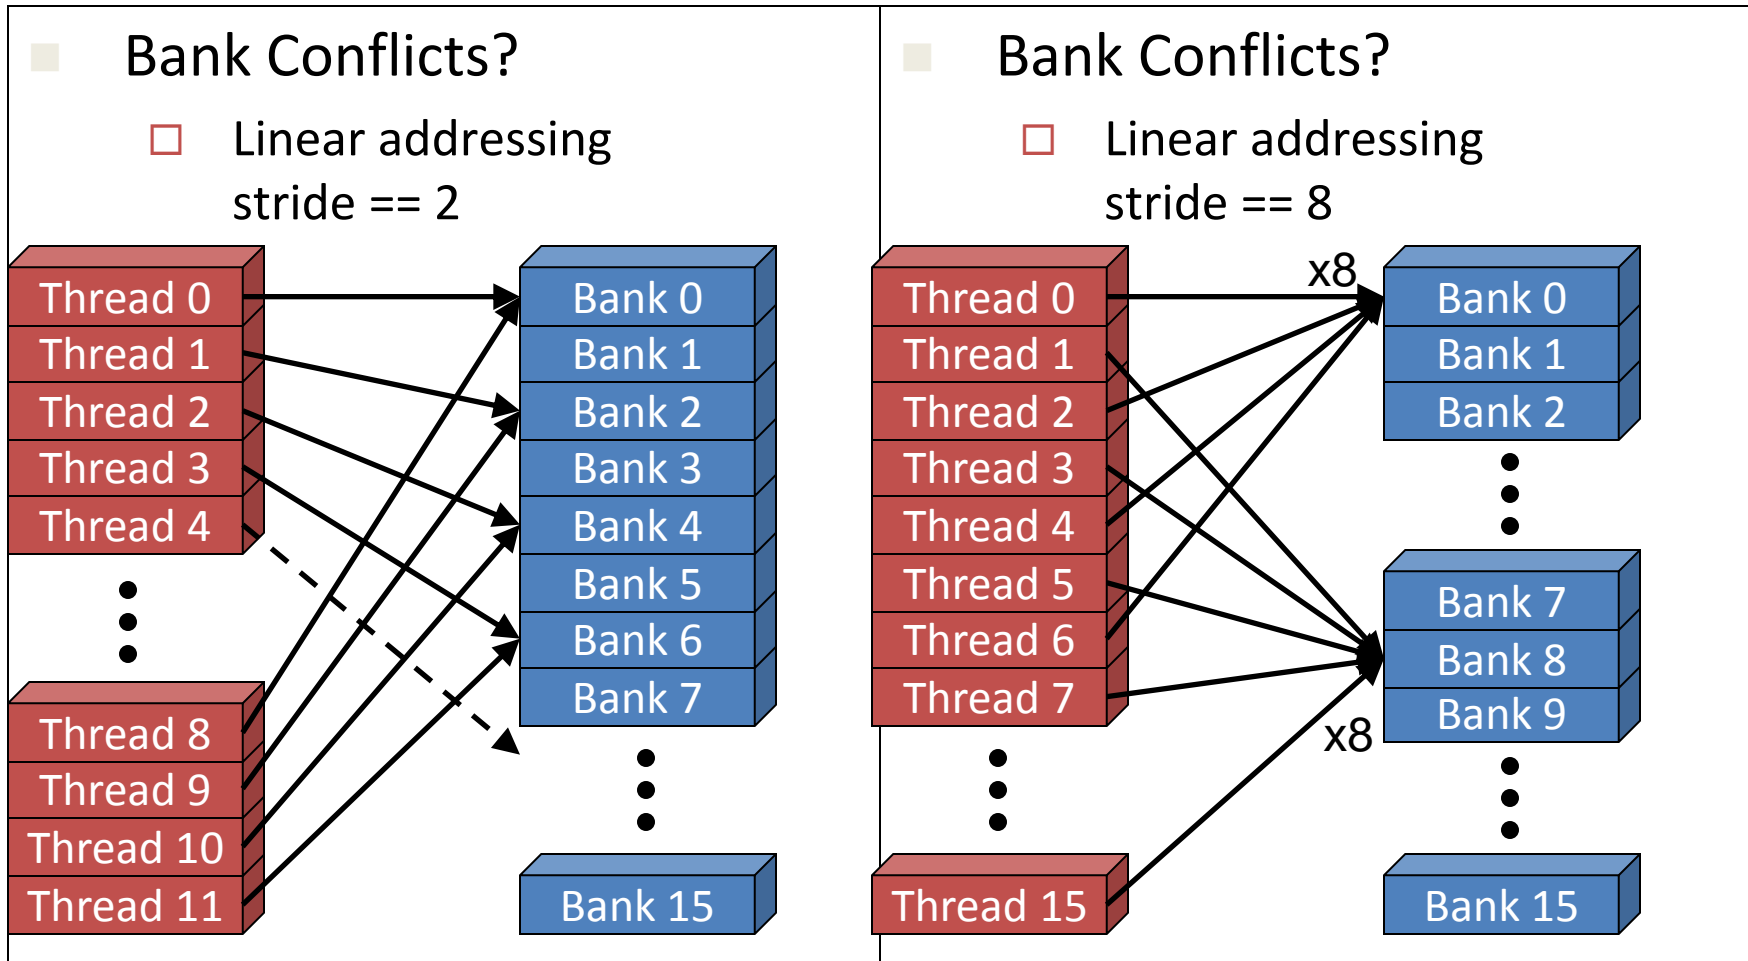 Bank Conflicts?
Linear addressing
stride == 2
Thread 0
Thread 1
Thread 2
Thread 3
Thread 4
Thread 8
Thread 9
Thread 10
Thread 11
Bank 0
Bank 1
Bank 2
Bank 3
Bank 4
Bank 5
Bank 6
Bank 7
Bank 15
Bank Conflicts?
Linear addressing
stride == 8
Thread 0
Thread 1
Thread 2
Thread 3
Thread 4
Thread 5
Thread 6
Thread 7
Thread 15
x8
x8
Bank 0
Bank 1
Bank 2
Bank 7
Bank 8
Bank 9
Bank 15